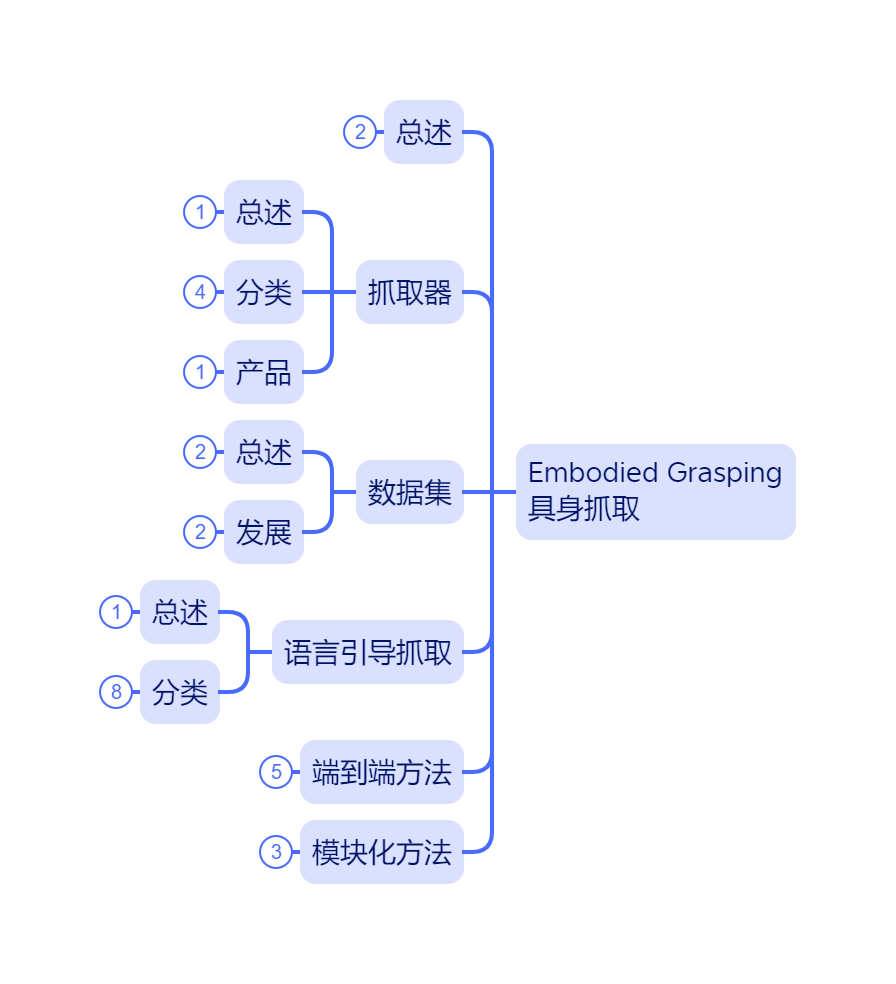 2
总述
1
总述
4
分类
抓取器
1
产品
2
总述
数据集
2
发展
Embodied Grasping
具身抓取
1
总述
语言引导抓取
8
分类
5
端到端方法
3
模块化方法